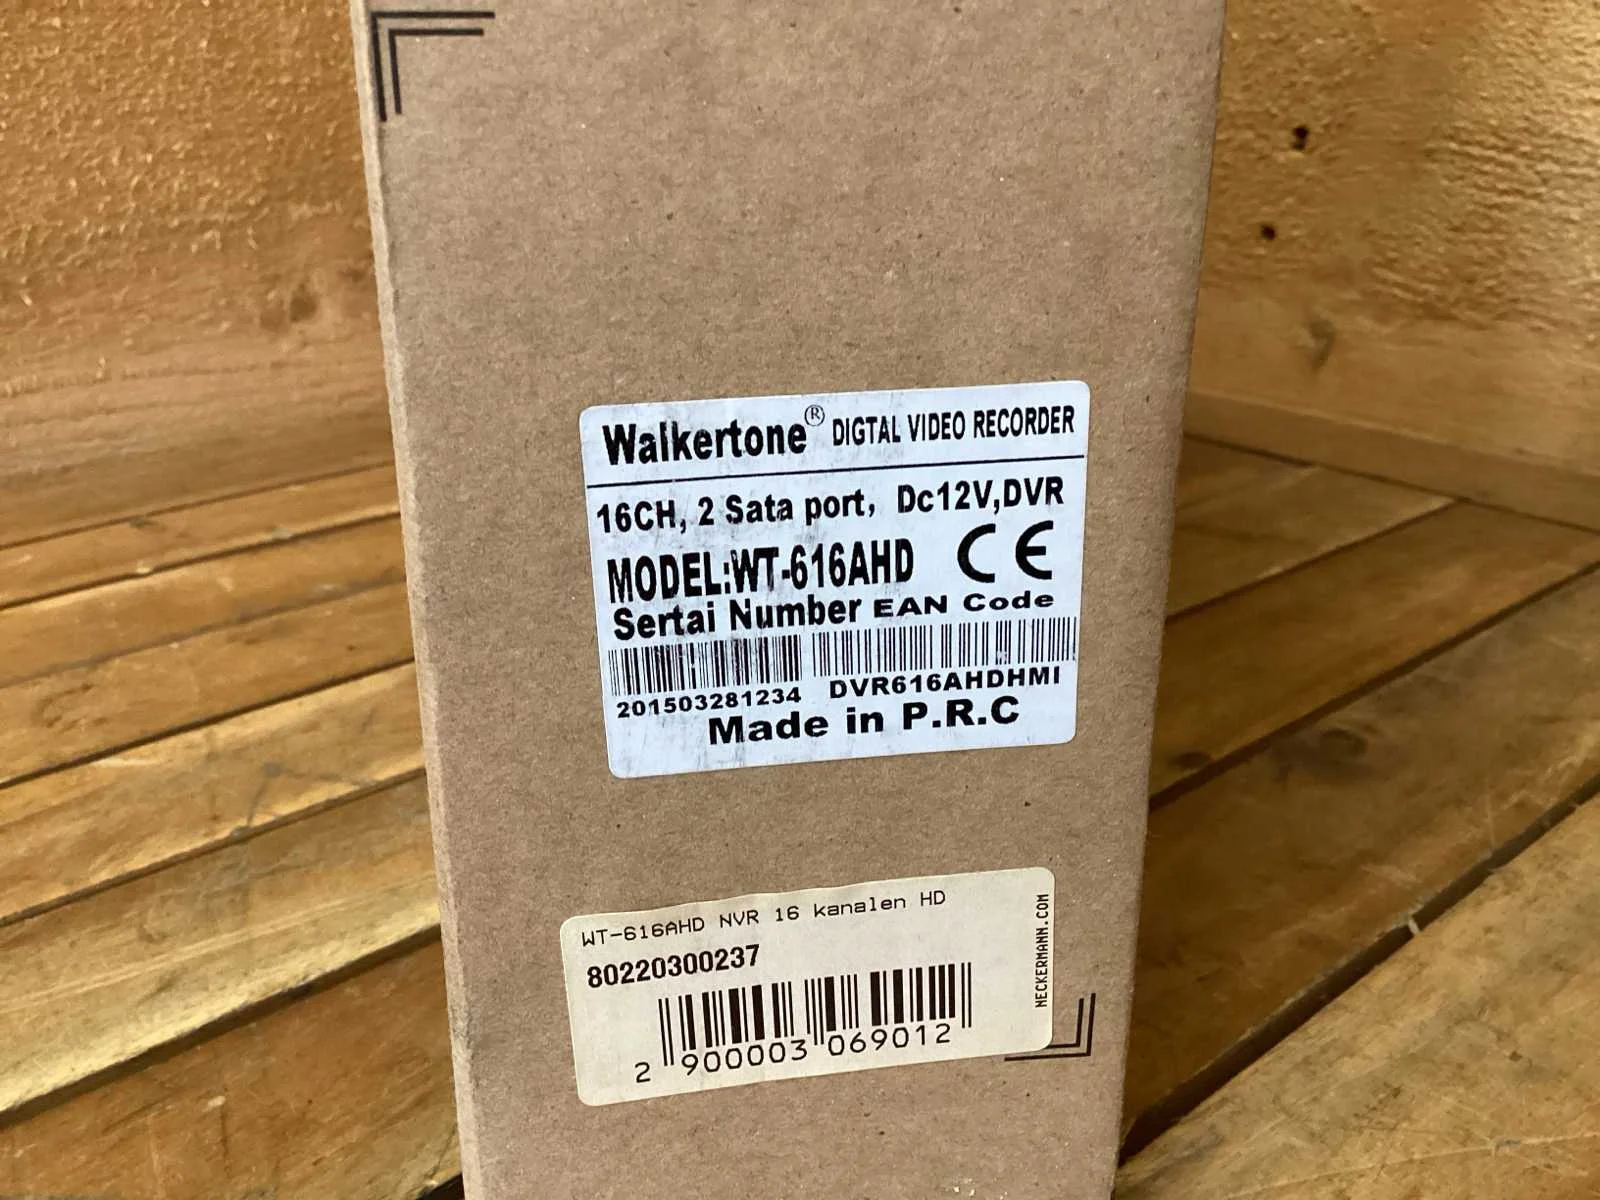 Walkertone® DIGTAL VIDEO RECORDER
16CH, 2 Sata port, Dc12V,DVR
MODEL:WT-616AHD CE
Sertai Number EAN Code
201503281234 DVR616AHDHMI
Made in P.R.C
WT-616AHD NVR 16 kanalen HD
80220300237
2 900003 069012
NECKERMANN.COM